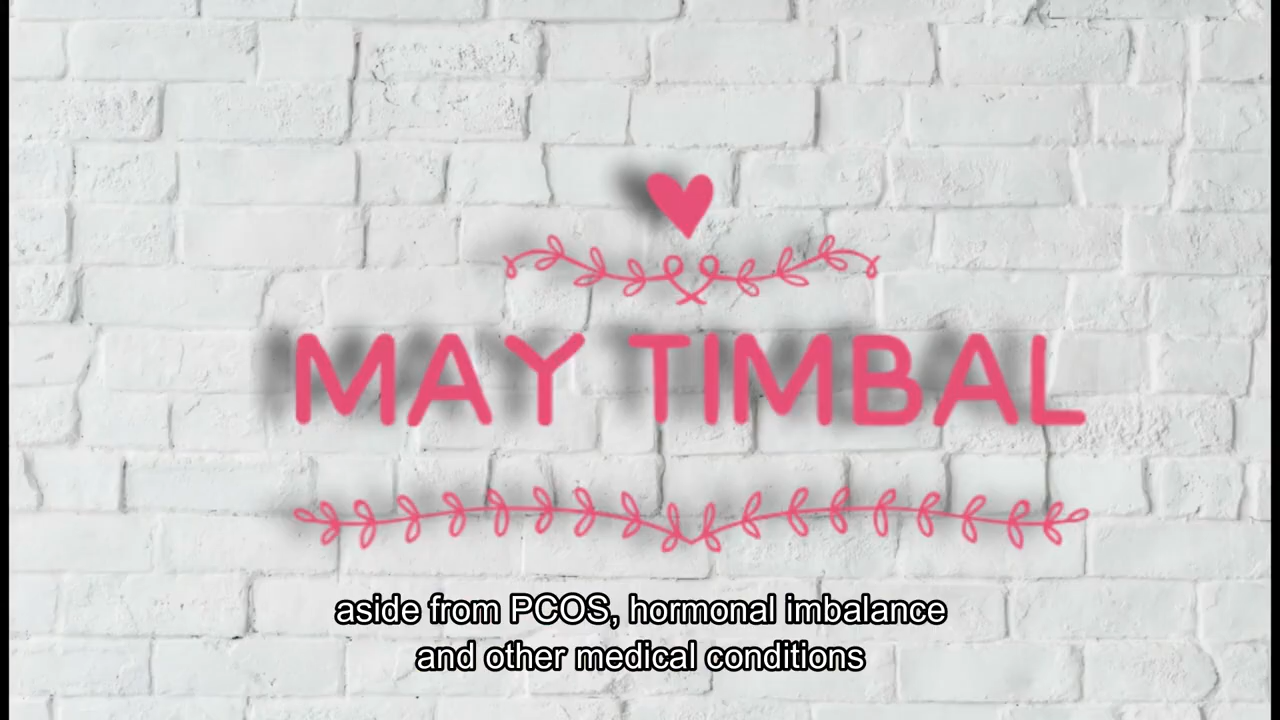 MAY TIMBAL
aside from PCOS, hormonal imbalance
and other medical conditions